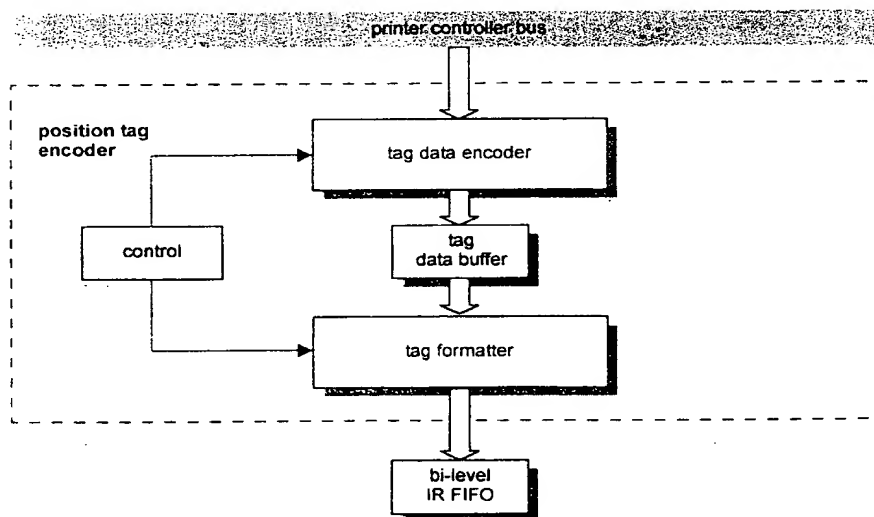 printer controller bus
position tag
encoder
tag data encoder
control
tag
data buffer
tag formatter
bi-level
IR FIFO